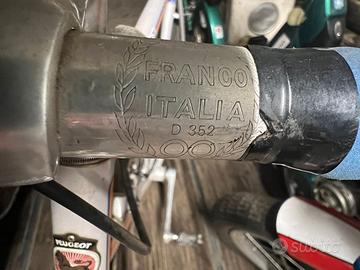 FRANCO
ITALIA
D 352
PEUGEOT
subito